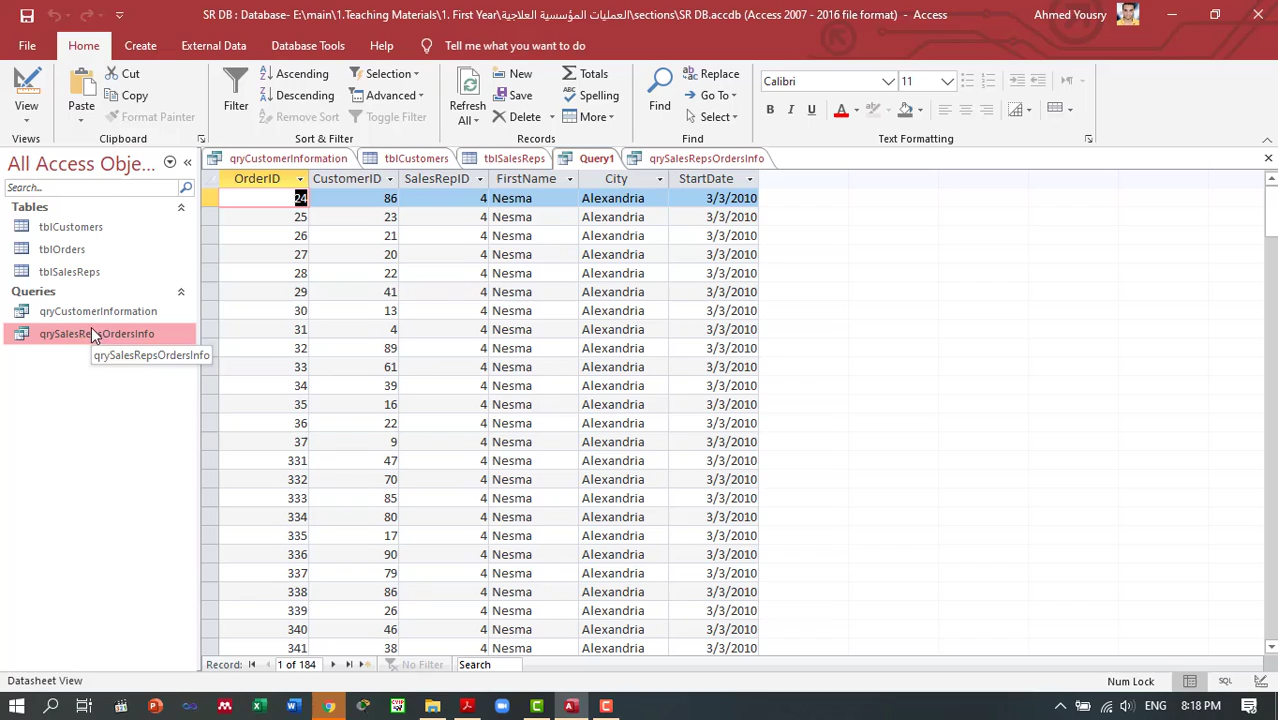 SR DB : Database- E:\main\1.Teaching Materials\1. First Year\العمليات المؤسسية العلاجية\sections\SR DB.accdb (Access 2007 - 2016 file format) - Access
Ahmed Yousry
File Home Create External Data Database Tools Help Tell me what you want to do
View
Views
Paste
Cut
Copy
Format Painter
Clipboard
Filter
Ascending
Descending
Remove Sort
Selection
Advanced
Toggle Filter
Sort & Filter
Refresh All
New
Save
Delete
Totals
Spelling
More
Records
Find
Replace
Go To
Select
Find
Calibri 11
B I U A
Text Formatting
All Access Obje...
Search...
Tables
tblCustomers
tblOrders
tblSalesReps
Queries
qryCustomerInformation
qrySalesRepsOrdersInfo
qrySalesRepsOrdersInfo
qryCustomerInformation tblCustomers tblSalesReps Query1 qrySalesRepsOrdersInfo
OrderID CustomerID SalesRepID FirstName City StartDate
24 86 4 Nesma Alexandria 3/3/2010
25 23 4 Nesma Alexandria 3/3/2010
26 21 4 Nesma Alexandria 3/3/2010
27 20 4 Nesma Alexandria 3/3/2010
28 22 4 Nesma Alexandria 3/3/2010
29 41 4 Nesma Alexandria 3/3/2010
30 13 4 Nesma Alexandria 3/3/2010
31 4 4 Nesma Alexandria 3/3/2010
32 89 4 Nesma Alexandria 3/3/2010
33 61 4 Nesma Alexandria 3/3/2010
34 39 4 Nesma Alexandria 3/3/2010
35 16 4 Nesma Alexandria 3/3/2010
36 22 4 Nesma Alexandria 3/3/2010
37 9 4 Nesma Alexandria 3/3/2010
331 47 4 Nesma Alexandria 3/3/2010
332 70 4 Nesma Alexandria 3/3/2010
333 85 4 Nesma Alexandria 3/3/2010
334 80 4 Nesma Alexandria 3/3/2010
335 17 4 Nesma Alexandria 3/3/2010
336 90 4 Nesma Alexandria 3/3/2010
337 79 4 Nesma Alexandria 3/3/2010
338 86 4 Nesma Alexandria 3/3/2010
339 26 4 Nesma Alexandria 3/3/2010
340 46 4 Nesma Alexandria 3/3/2010
341 38 4 Nesma Alexandria 3/3/2010
Record: 1 of 184 No Filter Search
Datasheet View
Num Lock SQL
ENG 8:18 PM